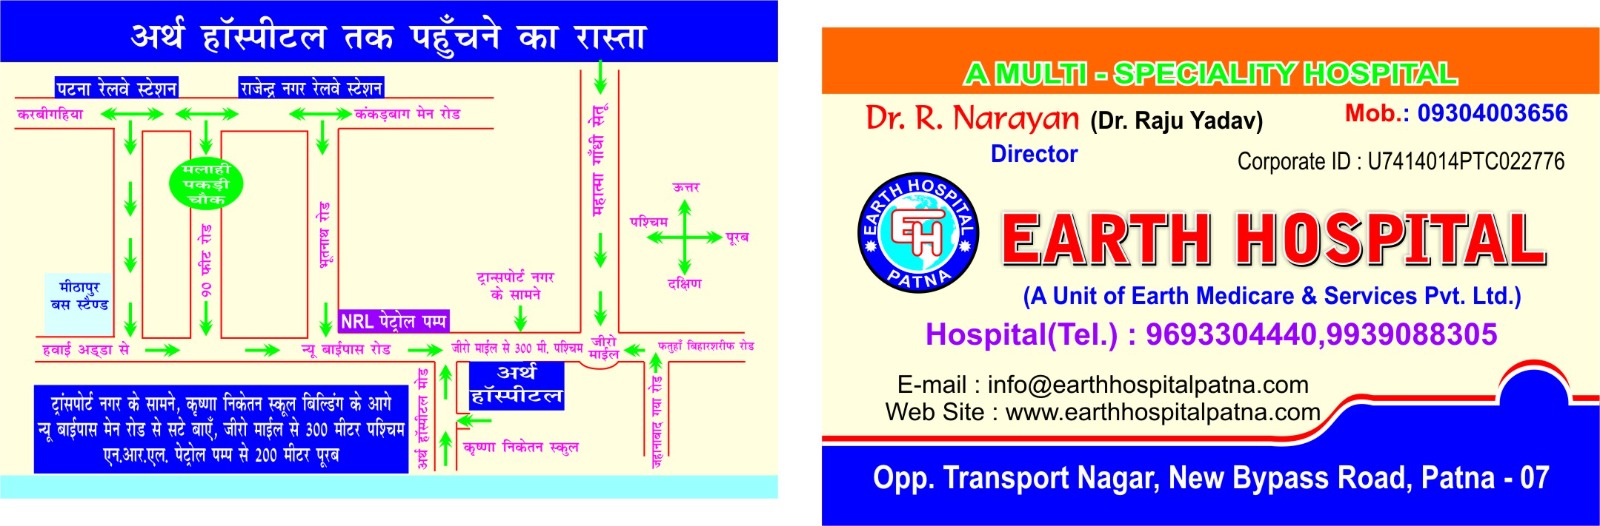 अर्थ हॉस्पीटल तक पहुँचने का रास्ता
पटना रेलवे स्टेशन
राजेन्द्र नगर रेलवे स्टेशन
करबीगहिया
कंकड़बाग मेन रोड
मलाही
पकड़ी
चौक
९० फीट रोड
भूतनाथ रोड
महात्मा गाँधी सेतू
ऊत्तर
पश्चिम
पूरब
दक्षिण
मीठापुर
बस स्टैण्ड
ट्रान्सपोर्ट नगर
के सामने
NRL पेट्रोल पम्प
हवाई अड्डा से
न्यू बाईपास रोड
जीरो माईल से 300 मी. पश्चिम
जीरो
माईल
फतुहाँ बिहारशरीफ रोड
अर्थ
हॉस्पीटल
अर्थ हॉस्पीटल मोड़
कृष्णा निकेतन स्कुल
जहानाबाद गया रोड
ट्रांसपोर्ट नगर के सामने, कृष्णा निकेतन स्कूल बिल्डिंग के आगे
न्यू बाईपास मेन रोड से सटे बाएँ, जीरो माईल से 300 मीटर पश्चिम
एन.आर.एल. पेट्रोल पम्प से 200 मीटर पूरब
A MULTI - SPECIALITY HOSPITAL
Dr. R. Narayan (Dr. Raju Yadav)
Mob.: 09304003656
Director
Corporate ID : U7414014PTC022776
EARTH HOSPITAL
EH
PATNA
EARTH HOSPITAL
(A Unit of Earth Medicare & Services Pvt. Ltd.)
Hospital(Tel.) : 9693304440,9939088305
E-mail : info@earthhospitalpatna.com
Web Site : www.earthhospitalpatna.com
Opp. Transport Nagar, New Bypass Road, Patna - 07